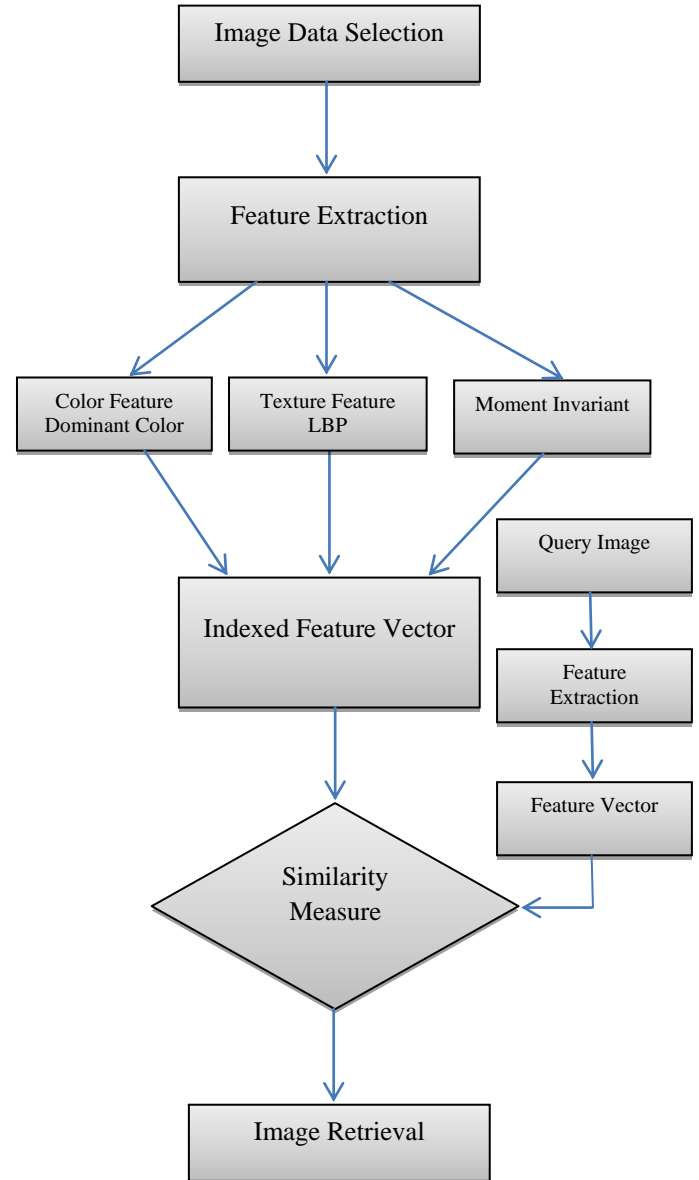 Image Data Selection
Feature Extraction
Color Feature
Dominant Color
Texture Feature
LBP
Moment Invariant
Query Image
Indexed Feature Vector
Feature
Extraction
Feature Vector
Similarity
Measure
Image Retrieval